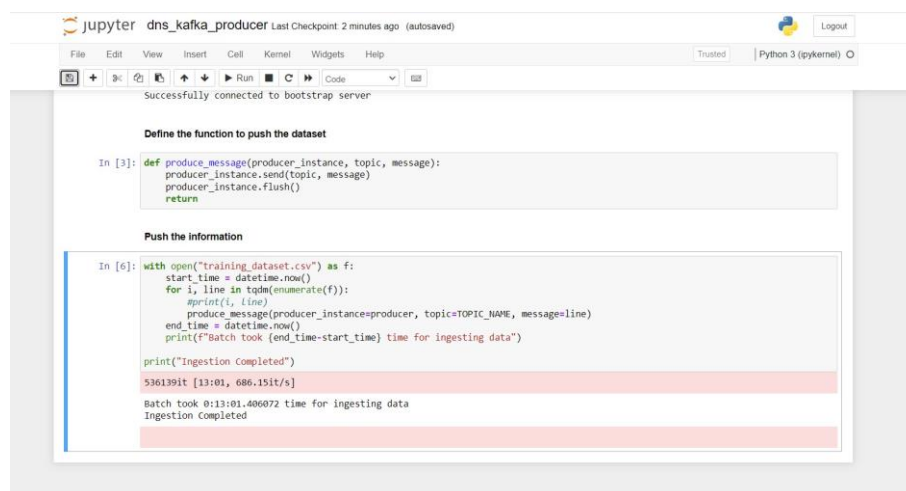 jupyter dns_kafka_producer Last Checkpoint: 2 minutes ago (autosaved)
Logout
File Edit View Insert Cell Kernel Widgets Help
Trusted
Python 3 (ipykernel)
Run
Code
Successfully connected to bootstrap server
Define the function to push the dataset
In [3]: def produce_message(producer_instance, topic, message):
producer_instance.send(topic, message)
producer_instance.flush()
return
Push the information
In [6]: with open("training_dataset.csv") as f:
start_time = datetime.now()
for i, line in tqdm(enumerate(f)):
#print(i, line)
produce_message(producer_instance=producer, topic=TOPIC_NAME, message=line)
end_time = datetime.now()
print(f"Batch took {end_time-start_time} time for ingesting data")
print("Ingestion Completed")
536139it [13:01, 686.15it/s]
Batch took 0:13:01.406072 time for ingesting data
Ingestion Completed